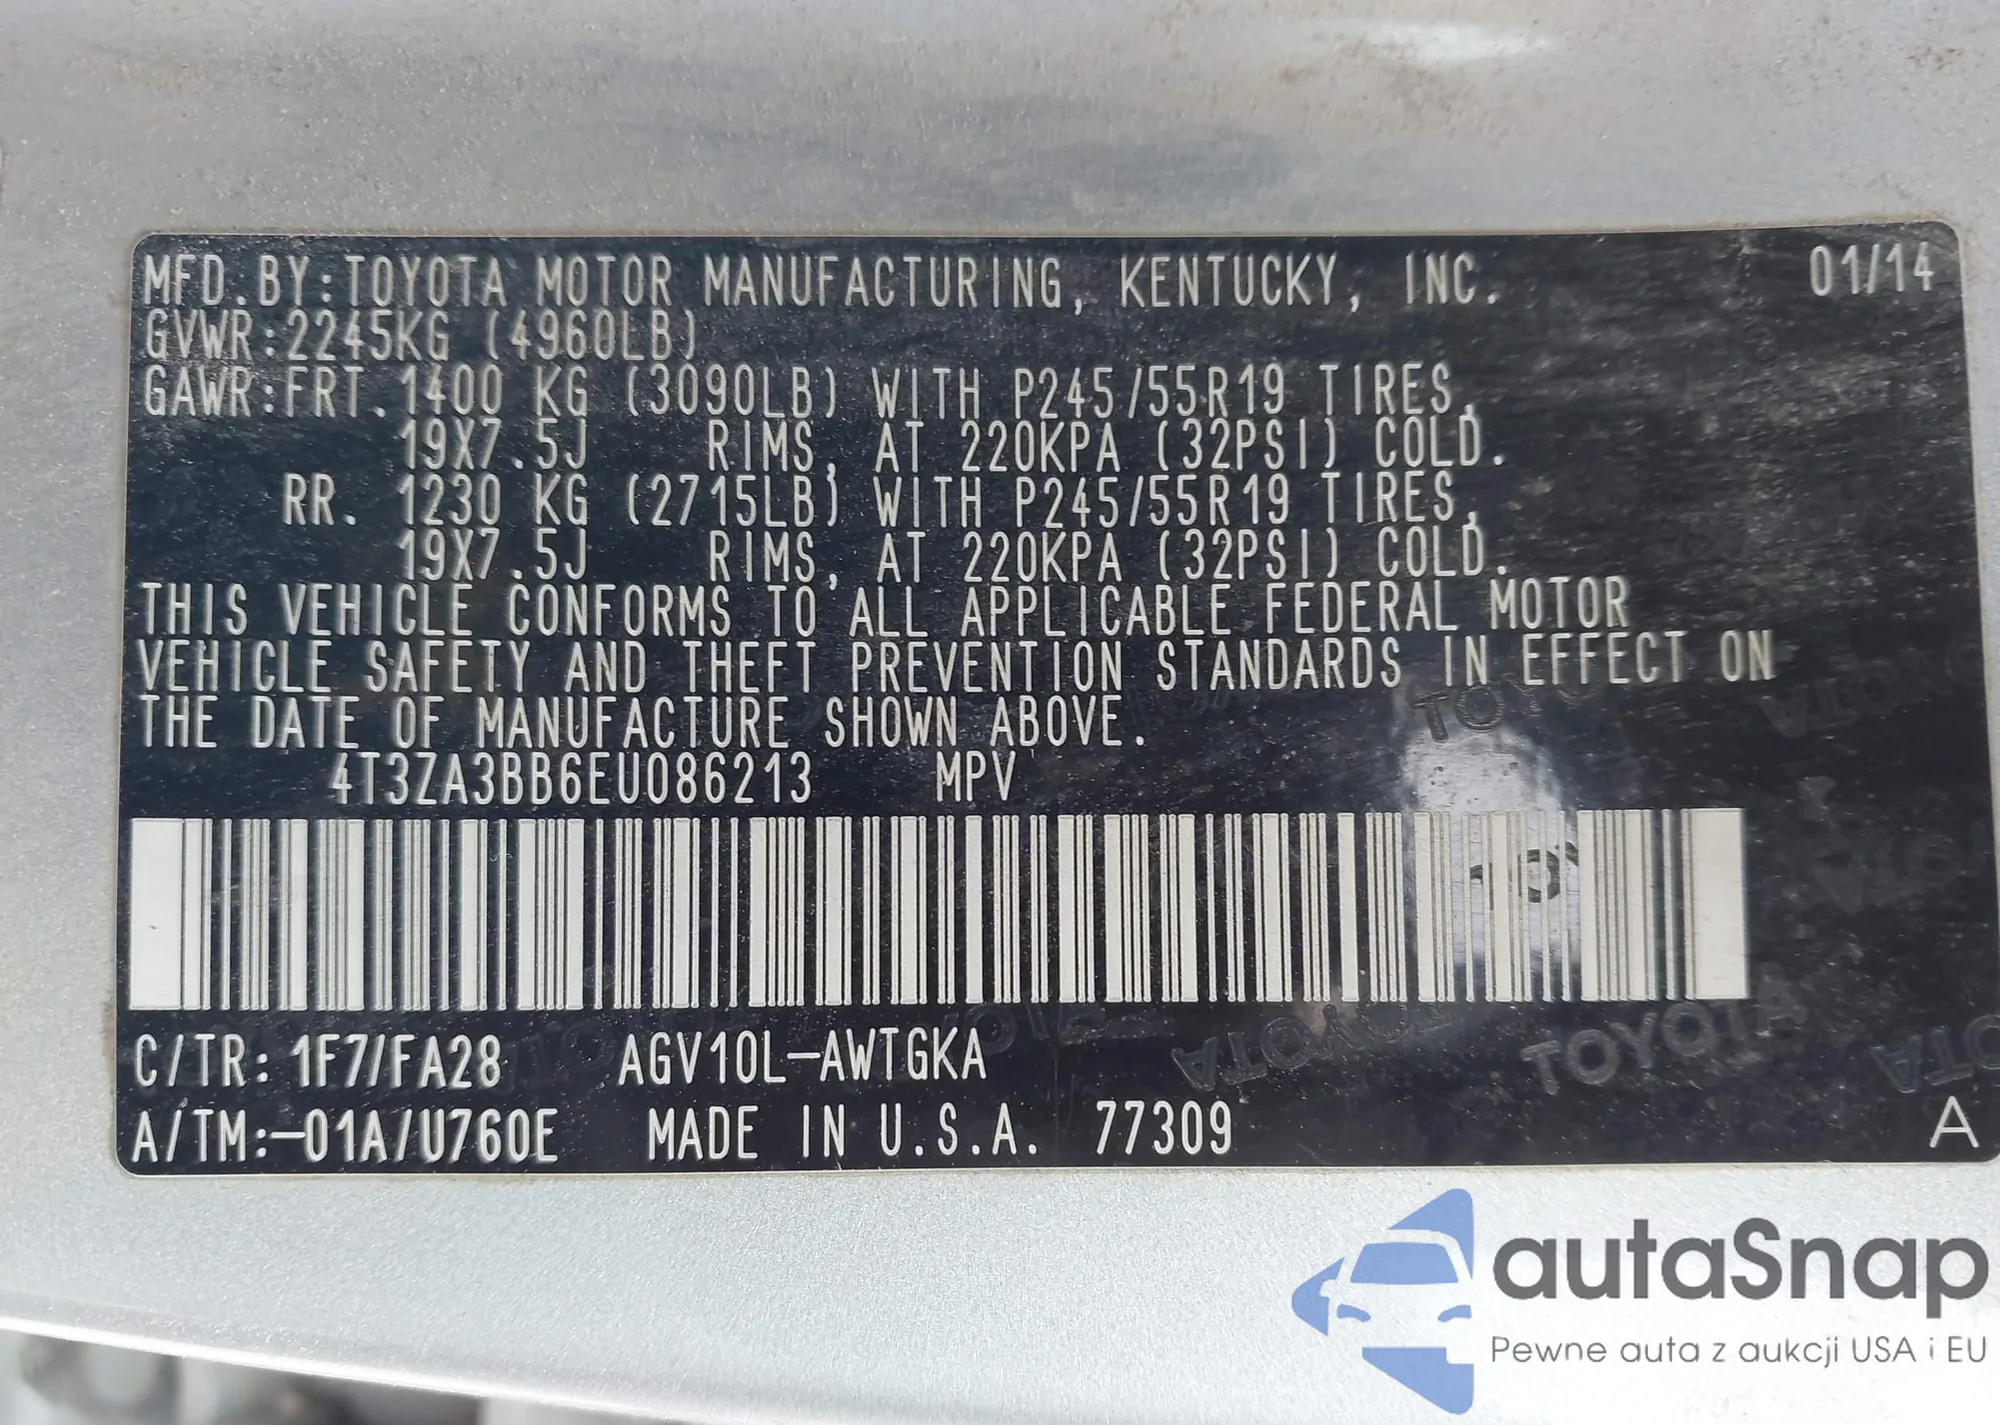 MFD.BY:TOYOTA MOTOR MANUFACTURING, KENTUCKY, INC. 01/14
GVWR:2245KG (4960LB)
GAWR:FRT.1400 KG (3090LB) WITH P245/55R19 TIRES,
19X7.5J RIMS, AT 220KPA (32PSI) COLD.
RR. 1230 KG (2715LB) WITH P245/55R19 TIRES,
19X7.5J RIMS, AT 220KPA (32PSI) COLD.
THIS VEHICLE CONFORMS TO ALL APPLICABLE FEDERAL MOTOR
VEHICLE SAFETY AND THEFT PREVENTION STANDARDS IN EFFECT ON
THE DATE OF MANUFACTURE SHOWN ABOVE.
4T3ZA3BB6EU086213 MPV
C/TR: 1F7/FA28 AGV10L-AWTGKA
A/TM:-01A/U760E MADE IN U.S.A. 77309 A
TOYOTA
autaSnap
Pewne auta z aukcji USA i EU